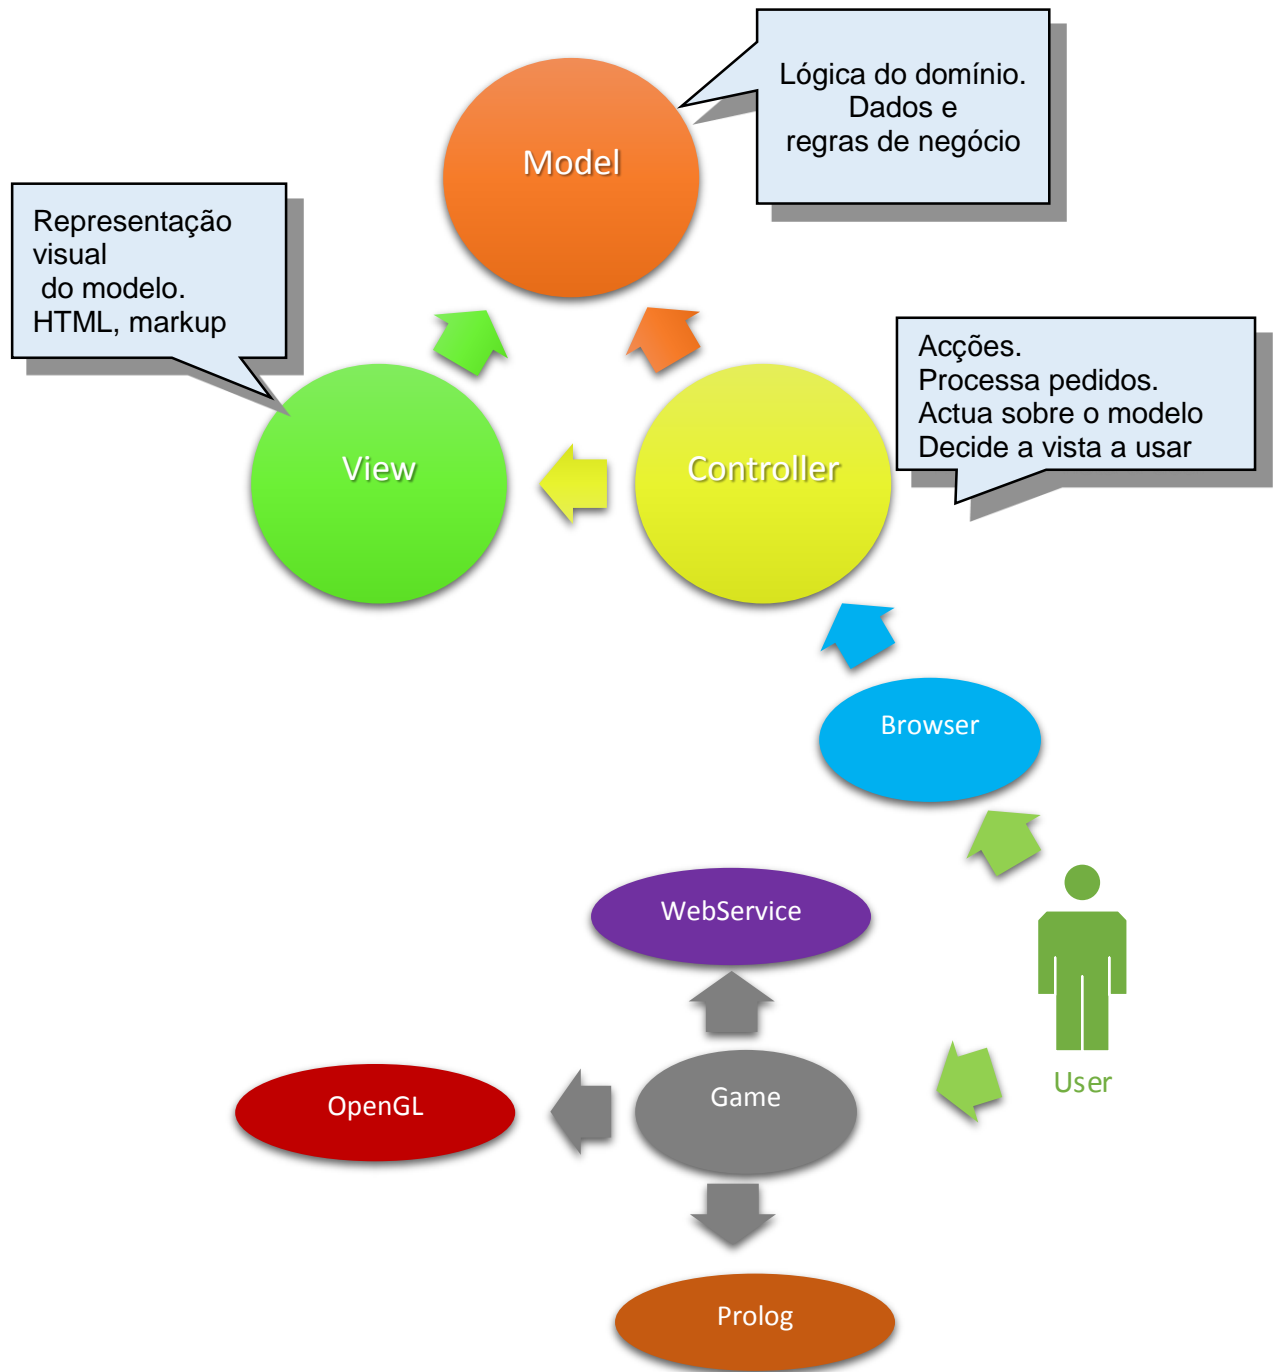 Lógica do domínio.
Dados e
regras de negócio
Model
Representação
visual
do modelo.
HTML, markup
Acções.
Processa pedidos.
Actua sobre o modelo
Decide a vista a usar
View
Controller
Browser
WebService
User
Game
OpenGL
Prolog